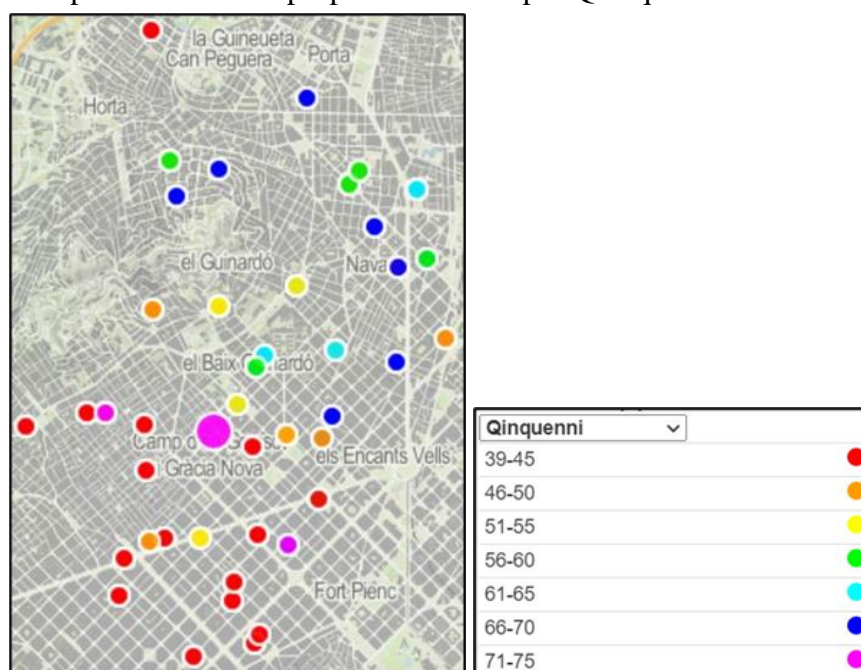 la Guineueta
Can Peguera
Porta
Horta
el Guinardó
Nava
el Baix G nardó
Camp
els Encants Vells
Gràcia Nova
Fort Pienc
Qinquenni
39-45
46-50
51-55
56-60
61-65
66-70
71-75